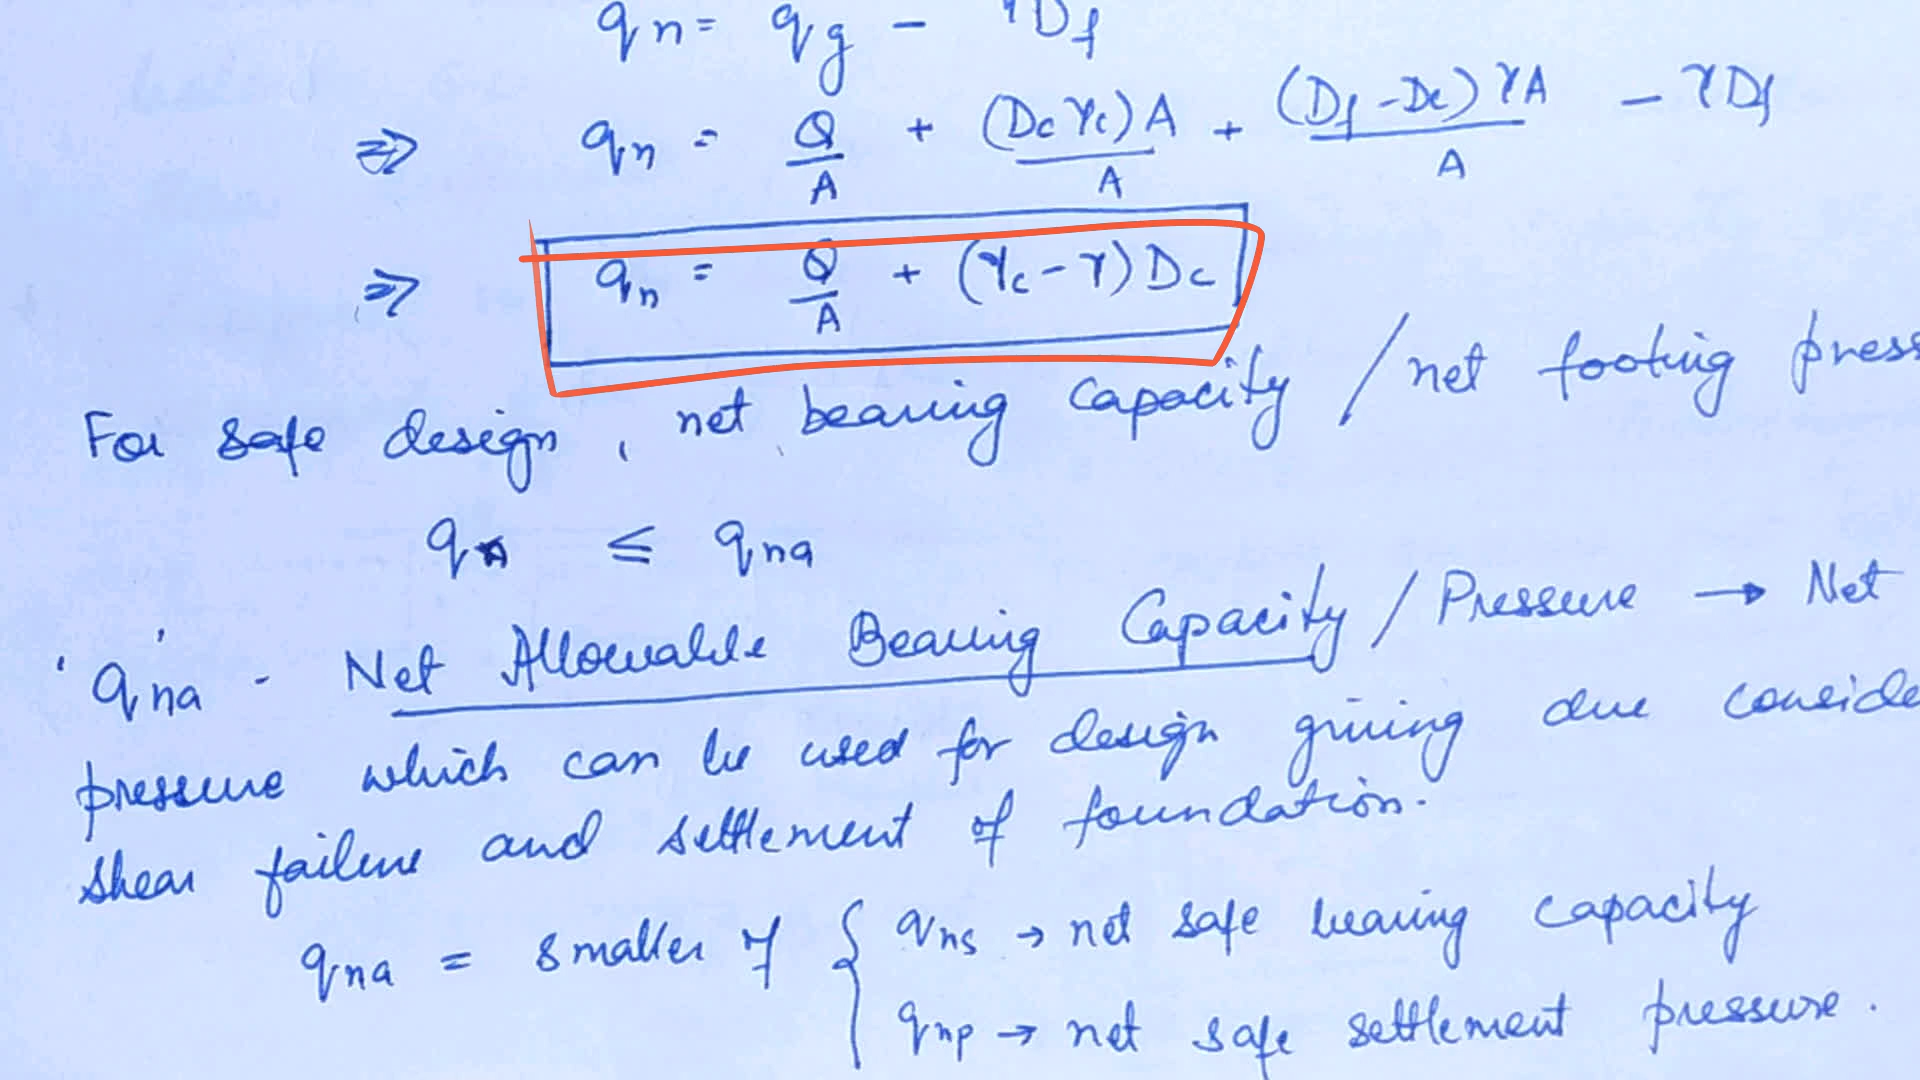 qn = qg - γDf
⇒ qn = Q/A + (Dcγc)A/A + (Df - Dc)γA/A - γDf
⇒ qn = Q/A + (γc - γ)Dc
For safe design, net bearing capacity / net footing press
qn ≤ qna
'qna' - Net Allowable Bearing Capacity / Pressure → Net
pressure which can be used for design giving due conside
shear failure and settlement of foundation.
qna = smaller of { qns → net safe bearing capacity
qnp → net safe settlement pressure.